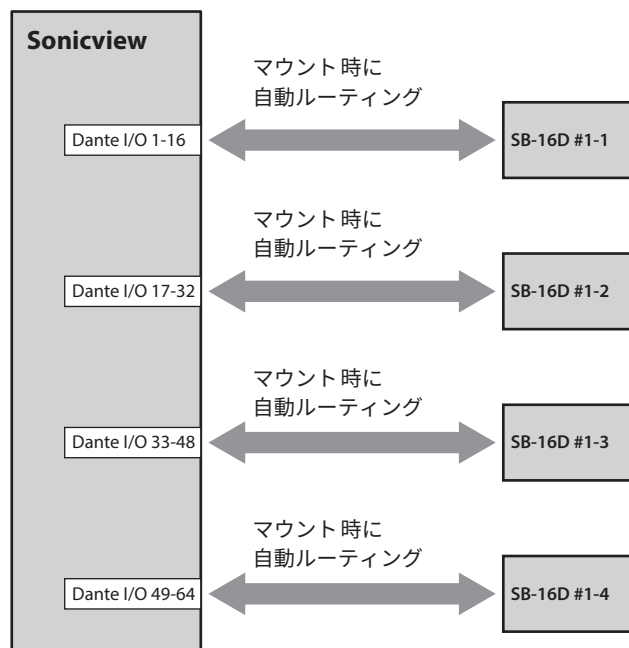 Sonicview
マウント時に
自動ルーティング
Dante I/O 1-16
SB-16D #1-1
マウント時に
自動ルーティング
Dante I/O 17-32
SB-16D #1-2
マウント時に
自動ルーティング
Dante I/O 33-48
SB-16D #1-3
マウント時に
自動ルーティング
Dante I/O 49-64
SB-16D #1-4